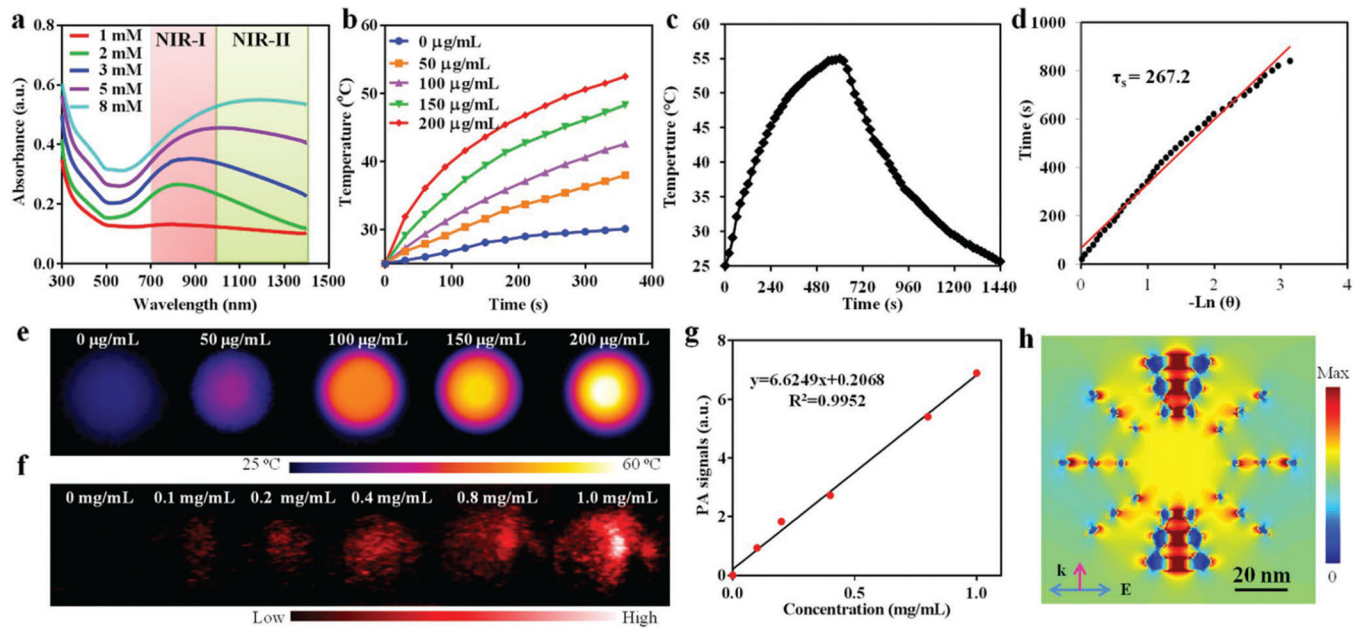 a
NIR-I
NIR-II
1 mM
2 mM
3 mM
5 mM
8 mM
0.8
0.6
0.4
0.2
0.0
Absorbance (a.u.)
300 500 700 900 1100 1300 1500
Wavelength (nm)
b
0 μg/mL
50 μg/mL
100 μg/mL
150 μg/mL
200 μg/mL
60
50
40
30
Temperature (⁰C)
0 100 200 300 400
Time (s)
c
60
55
50
45
40
35
30
25
Temperture (°C)
0 240 480 720 960 1200 1440
Time (s)
d
τs = 267.2
1000
800
600
400
200
0
Time (s)
0 1 2 3 4
-Ln (θ)
e
0 μg/mL 50 μg/mL 100 μg/mL 150 μg/mL 200 μg/mL
25 ⁰C 60 ⁰C
f
0 mg/mL 0.1 mg/mL 0.2 mg/mL 0.4 mg/mL 0.8 mg/mL 1.0 mg/mL
Low High
g
y=6.6249x+0.2068
R²=0.9952
8
6
4
2
0
PA signals (a.u.)
0.0 0.5 1.0
Concentration (mg/mL)
h
Max
0
k
E
20 nm